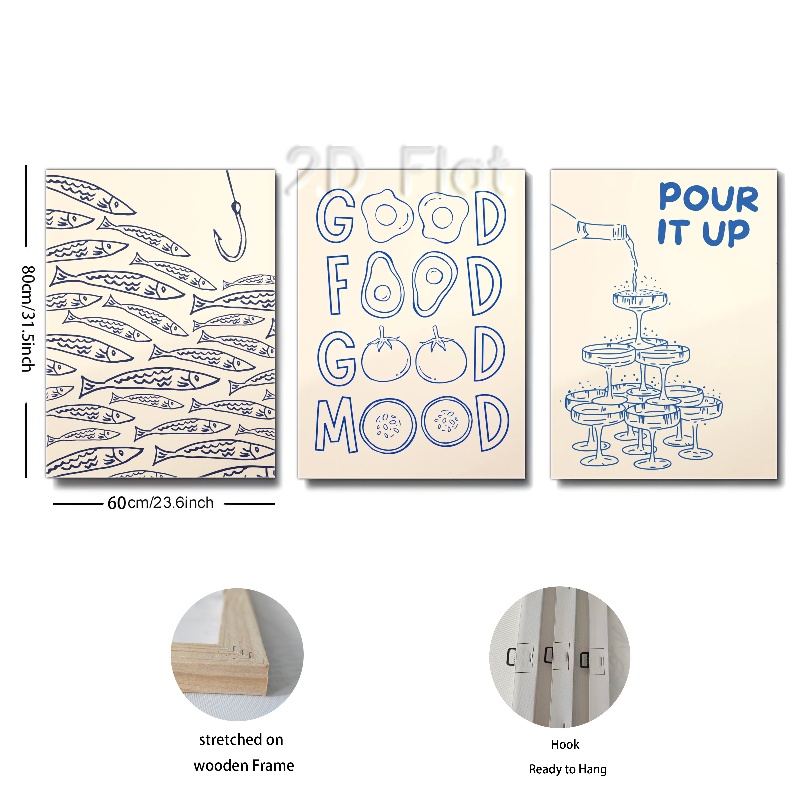 2D Flat
80cm/31.5inch
60cm/23.6inch
GOOD
FOOD
GOOD
MOOD
POUR
IT UP
stretched on
wooden Frame
Hook
Ready to Hang